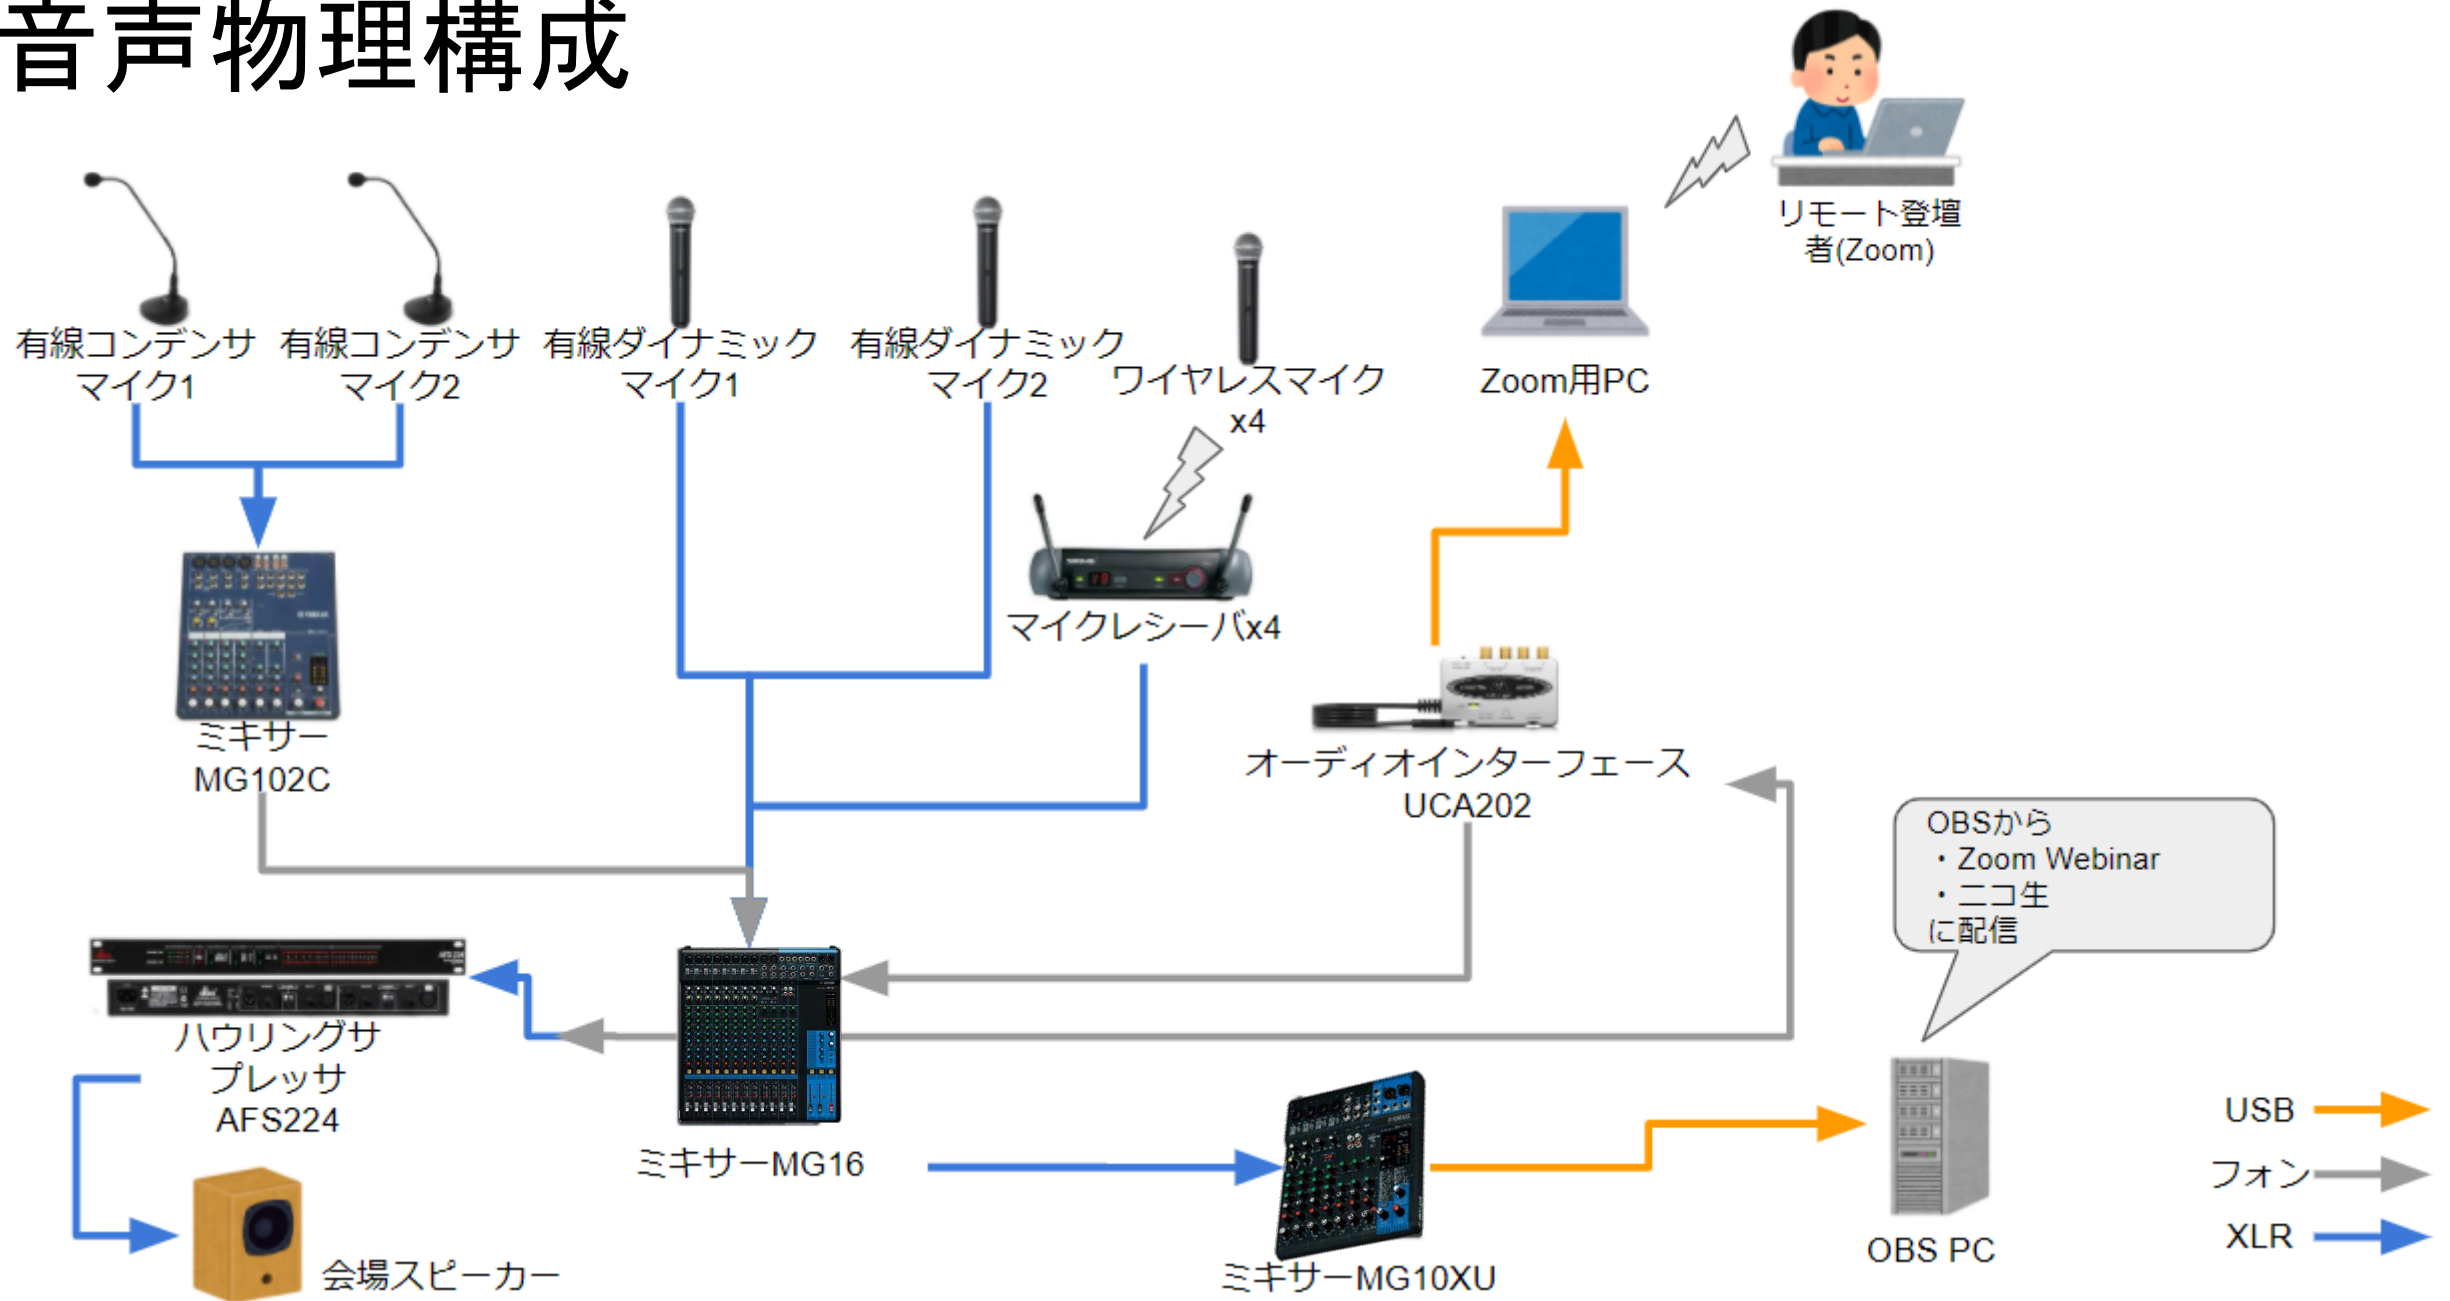 音声物理構成
リモート登壇
者(Zoom)
有線コンデンサ
マイク1
有線コンデンサ
マイク2
有線ダイナミック
マイク1
有線ダイナミック
マイク2
ワイヤレスマイク
x4
Zoom用PC
マイクレシーバx4
ミキサー
MG102C
オーディオインターフェース
UCA202
OBSから
・Zoom Webinar
・ニコ生
に配信
ハウリングサ
プレッサ
AFS224
ミキサーMG16
会場スピーカー
ミキサーMG10XU
OBS PC
USB
フォン
XLR